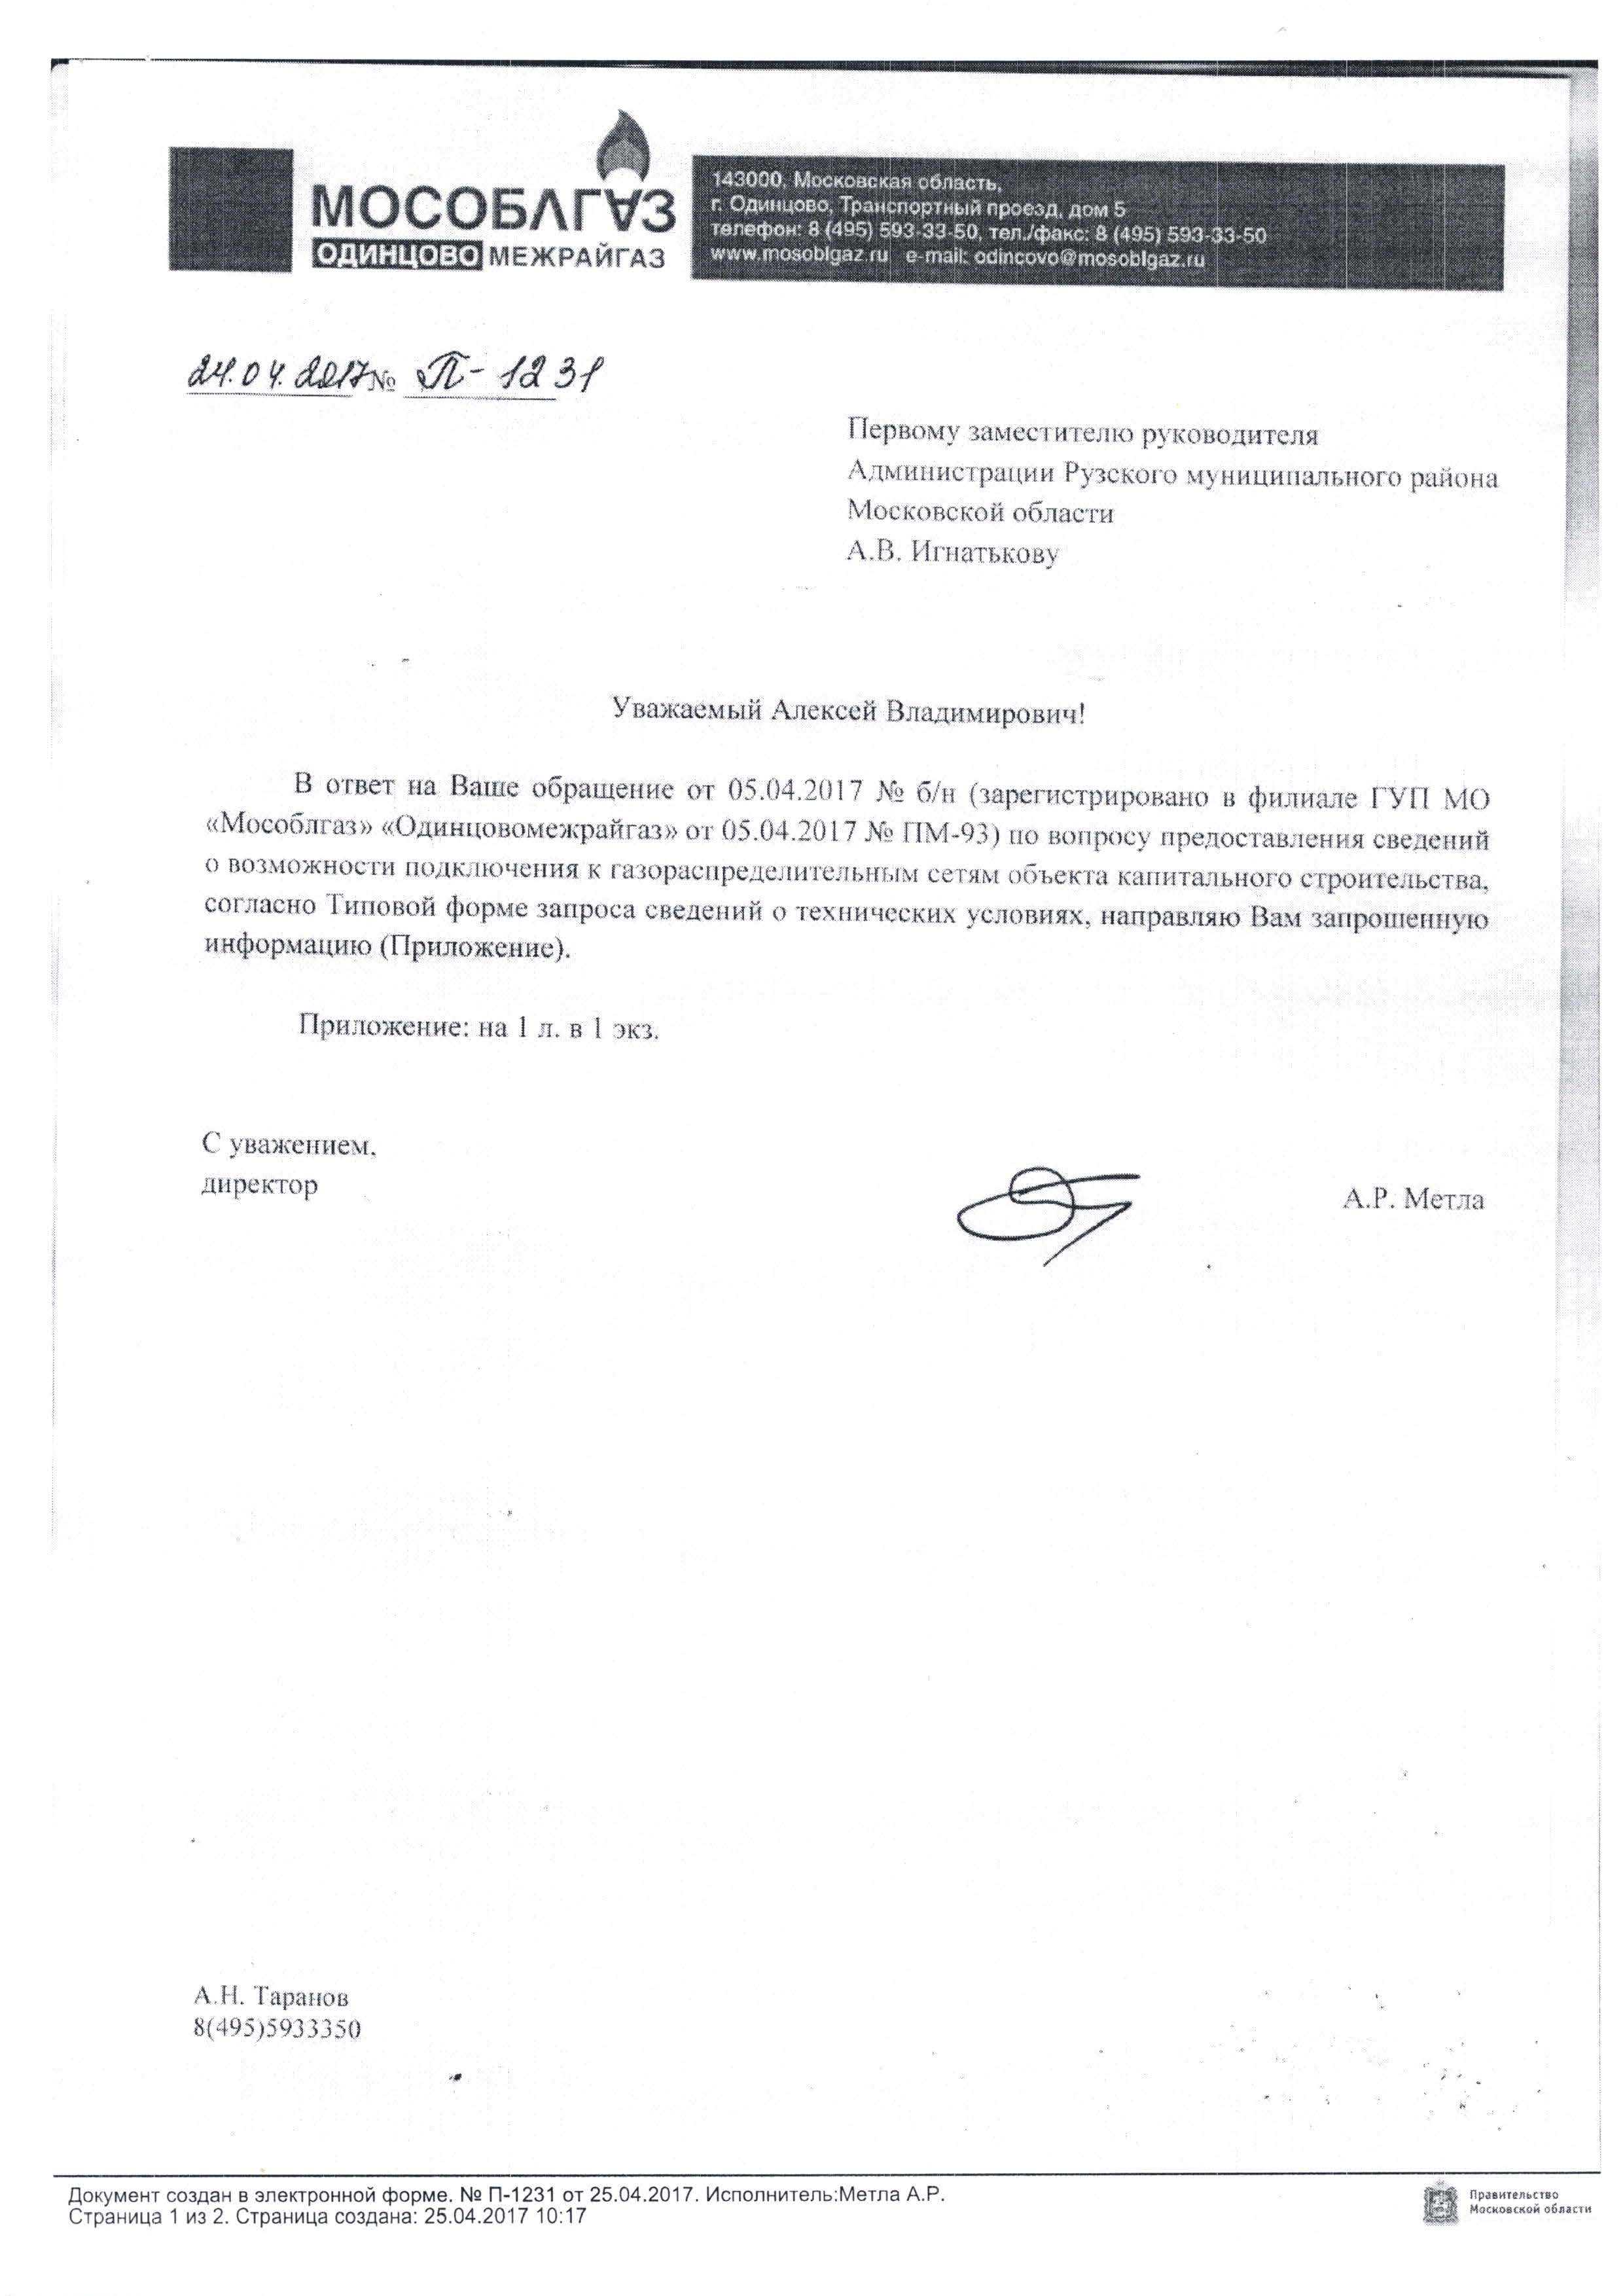 МОСОБЛГАЗ
ОДИНЦОВО МЕЖРАЙГАЗ
143000, Московская область,
г. Одинцово, Транспортный проезд, дом 5
телефон: 8 (495) 593-33-50, тел./факс: 8 (495) 593-33-50
www.mosoblgaz.ru e-mail: odincovo@mosoblgaz.ru
24.04.2017 № П-1231
Первому заместителю руководителя
Администрации Рузского муниципального района
Московской области
А.В. Игнатькову
Уважаемый Алексей Владимирович!
В ответ на Ваше обращение от 05.04.2017 № б/н (зарегистрировано в филиале ГУП МО
«Мособлгаз» «Одинцовомежрайгаз» от 05.04.2017 № ПМ-93) по вопросу предоставления сведений
о возможности подключения к газораспределительным сетям объекта капитального строительства,
согласно Типовой форме запроса сведений о технических условиях, направляю Вам запрошенную
информацию (Приложение).
Приложение: на 1 л. в 1 экз.
С уважением,
директор
А.Р. Метла
А.Н. Таранов
8(495)5933350
Документ создан в электронной форме. № П-1231 от 25.04.2017. Исполнитель:Метла А.Р.
Страница 1 из 2. Страница создана: 25.04.2017 10:17
Правительство
Московской области